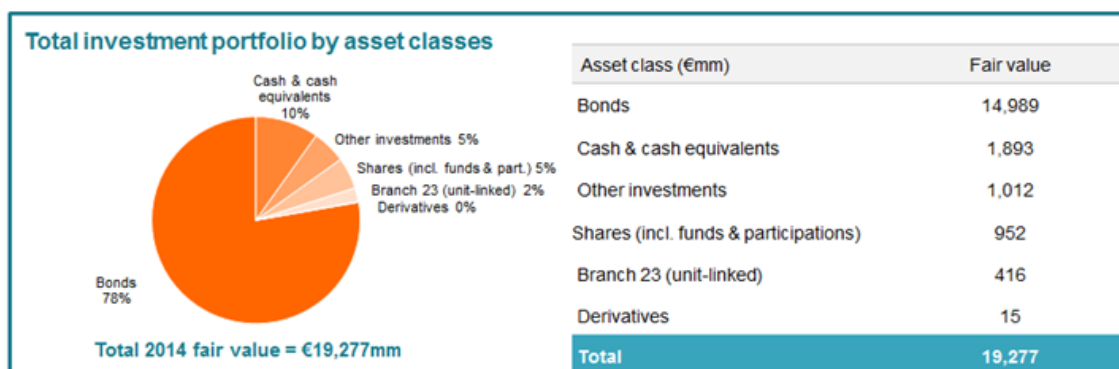 Total investment portfolio by asset classes
Cash & cash
equivalents
10%
Other investments 5%
Shares (incl. funds & part.) 5%
Branch 23 (unit-linked) 2%
Derivatives 0%
Bonds
78%
Total 2014 fair value = €19,277mm
Asset class (€mm) Fair value
Bonds 14,989
Cash & cash equivalents 1,893
Other investments 1,012
Shares (incl. funds & participations) 952
Branch 23 (unit-linked) 416
Derivatives 15
Total 19,277